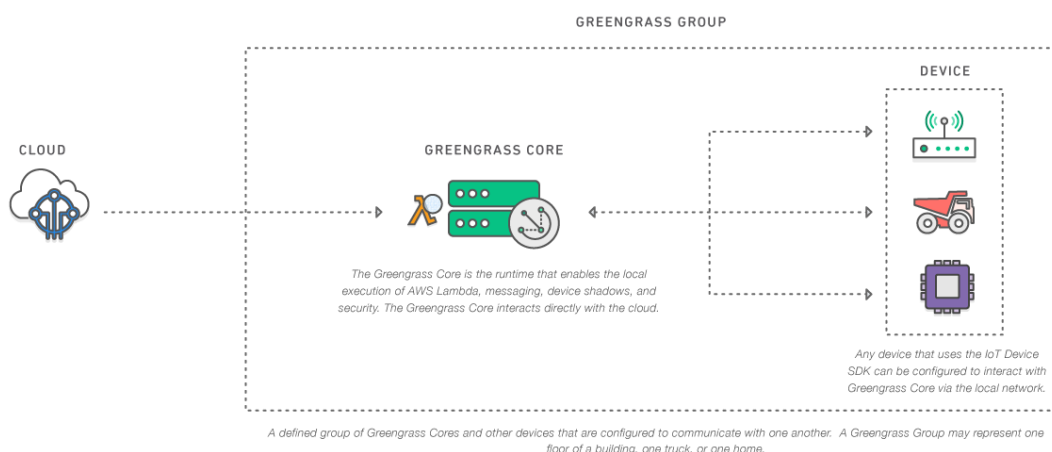 GREENGRASS GROUP
DEVICE
CLOUD
GREENGRASS CORE
The Greengrass Core is the runtime that enables the local
execution of AWS Lambda, messaging, device shadows, and
security. The Greengrass Core interacts directly with the cloud.
Any device that uses the IoT Device
SDK can be configured to interact with
Greengrass Core via the local network.
A defined group of Greengrass Cores and other devices that are configured to communicate with one another. A Greengrass Group may represent one
floor of a building, one truck, or one home.